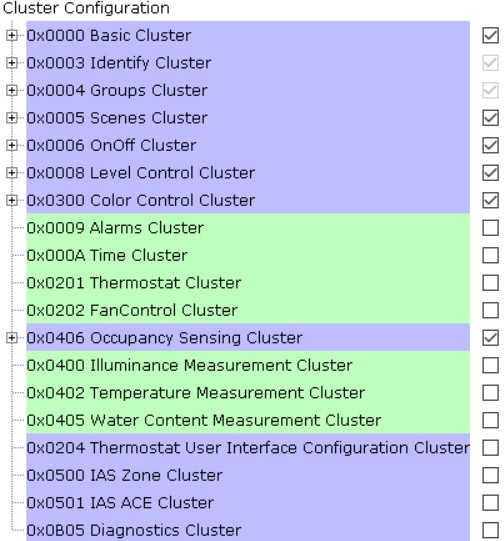 Cluster Configuration
0x0000 Basic Cluster
0x0003 Identify Cluster
0x0004 Groups Cluster
0x0005 Scenes Cluster
0x0006 OnOff Cluster
0x0008 Level Control Cluster
0x0300 Color Control Cluster
0x0009 Alarms Cluster
0x000A Time Cluster
0x0201 Thermostat Cluster
0x0202 FanControl Cluster
0x0406 Occupancy Sensing Cluster
0x0400 Illuminance Measurement Cluster
0x0402 Temperature Measurement Cluster
0x0405 Water Content Measurement Cluster
0x0204 Thermostat User Interface Configuration Cluster
0x0500 IAS Zone Cluster
0x0501 IAS ACE Cluster
0x0B05 Diagnostics Cluster